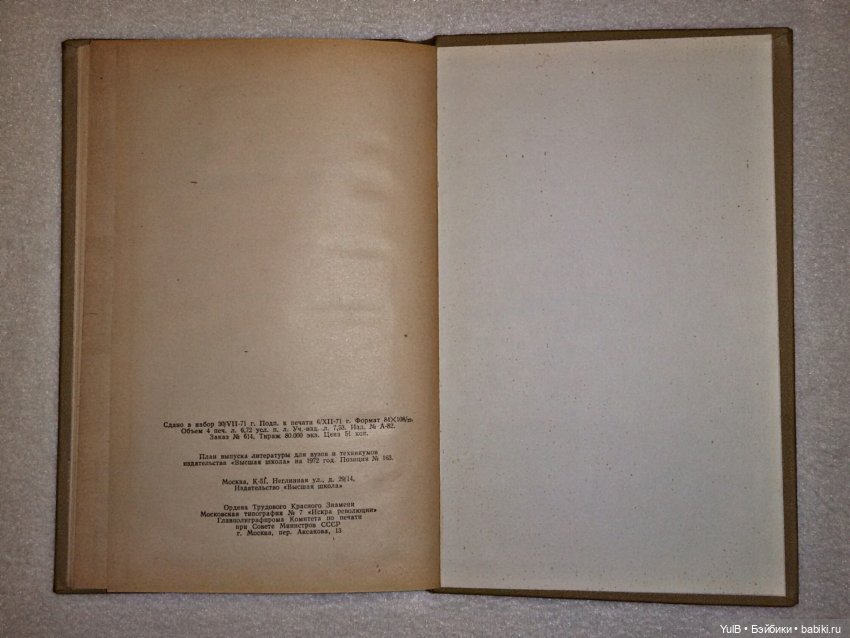 Сдано в набор 30/VII-71 г. Подп. к печати 6/XII-71 г. Формат 84×108/32.
Объем 4 печ. л. 6,72 усл. п. л. Уч.-изд. л. 7,53. Изд. № А-82.
Заказ № 614. Тираж 80.000 экз. Цена 51 коп.
План выпуска литературы для вузов и техникумов
издательства «Высшая школа» на 1972 год. Позиция № 163.
Москва, К-51, Неглинная ул., д. 29/14,
Издательство «Высшая школа»
Ордена Трудового Красного Знамени
Московская типография № 7 «Искра революции»
Главполиграфпрома Комитета по печати
при Совете Министров СССР
г. Москва, пер. Аксакова, 13
YulB • Бэйбики • babiki.ru